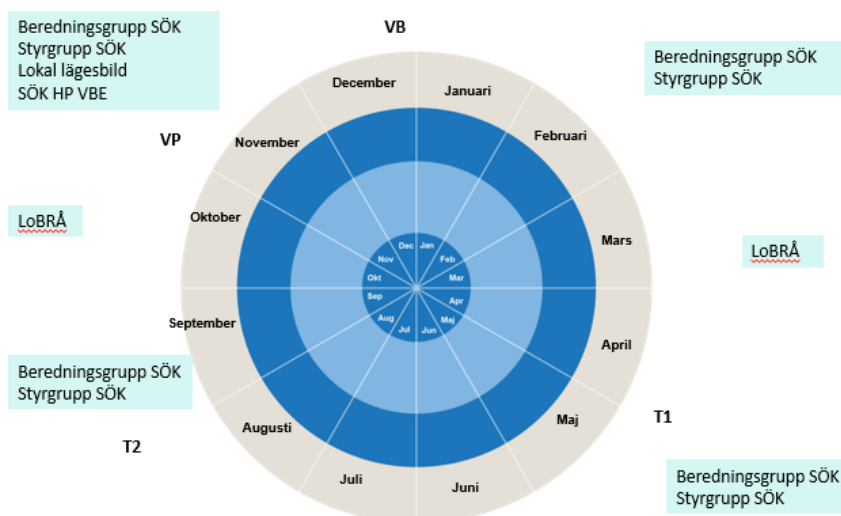 Beredningsgrupp SÖK
Styrgrupp SÖK
Lokal lägesbild
SÖK HP VBE
VB
Beredningsgrupp SÖK
Styrgrupp SÖK
VP
LoBRÅ
LoBRÅ
Beredningsgrupp SÖK
Styrgrupp SÖK
T2
T1
Beredningsgrupp SÖK
Styrgrupp SÖK
Januari
Februari
Mars
April
Maj
Juni
Juli
Augusti
September
Oktober
November
December
Jan
Feb
Mar
Apr
Maj
Jun
Jul
Aug
Sep
Okt
Nov
Dec